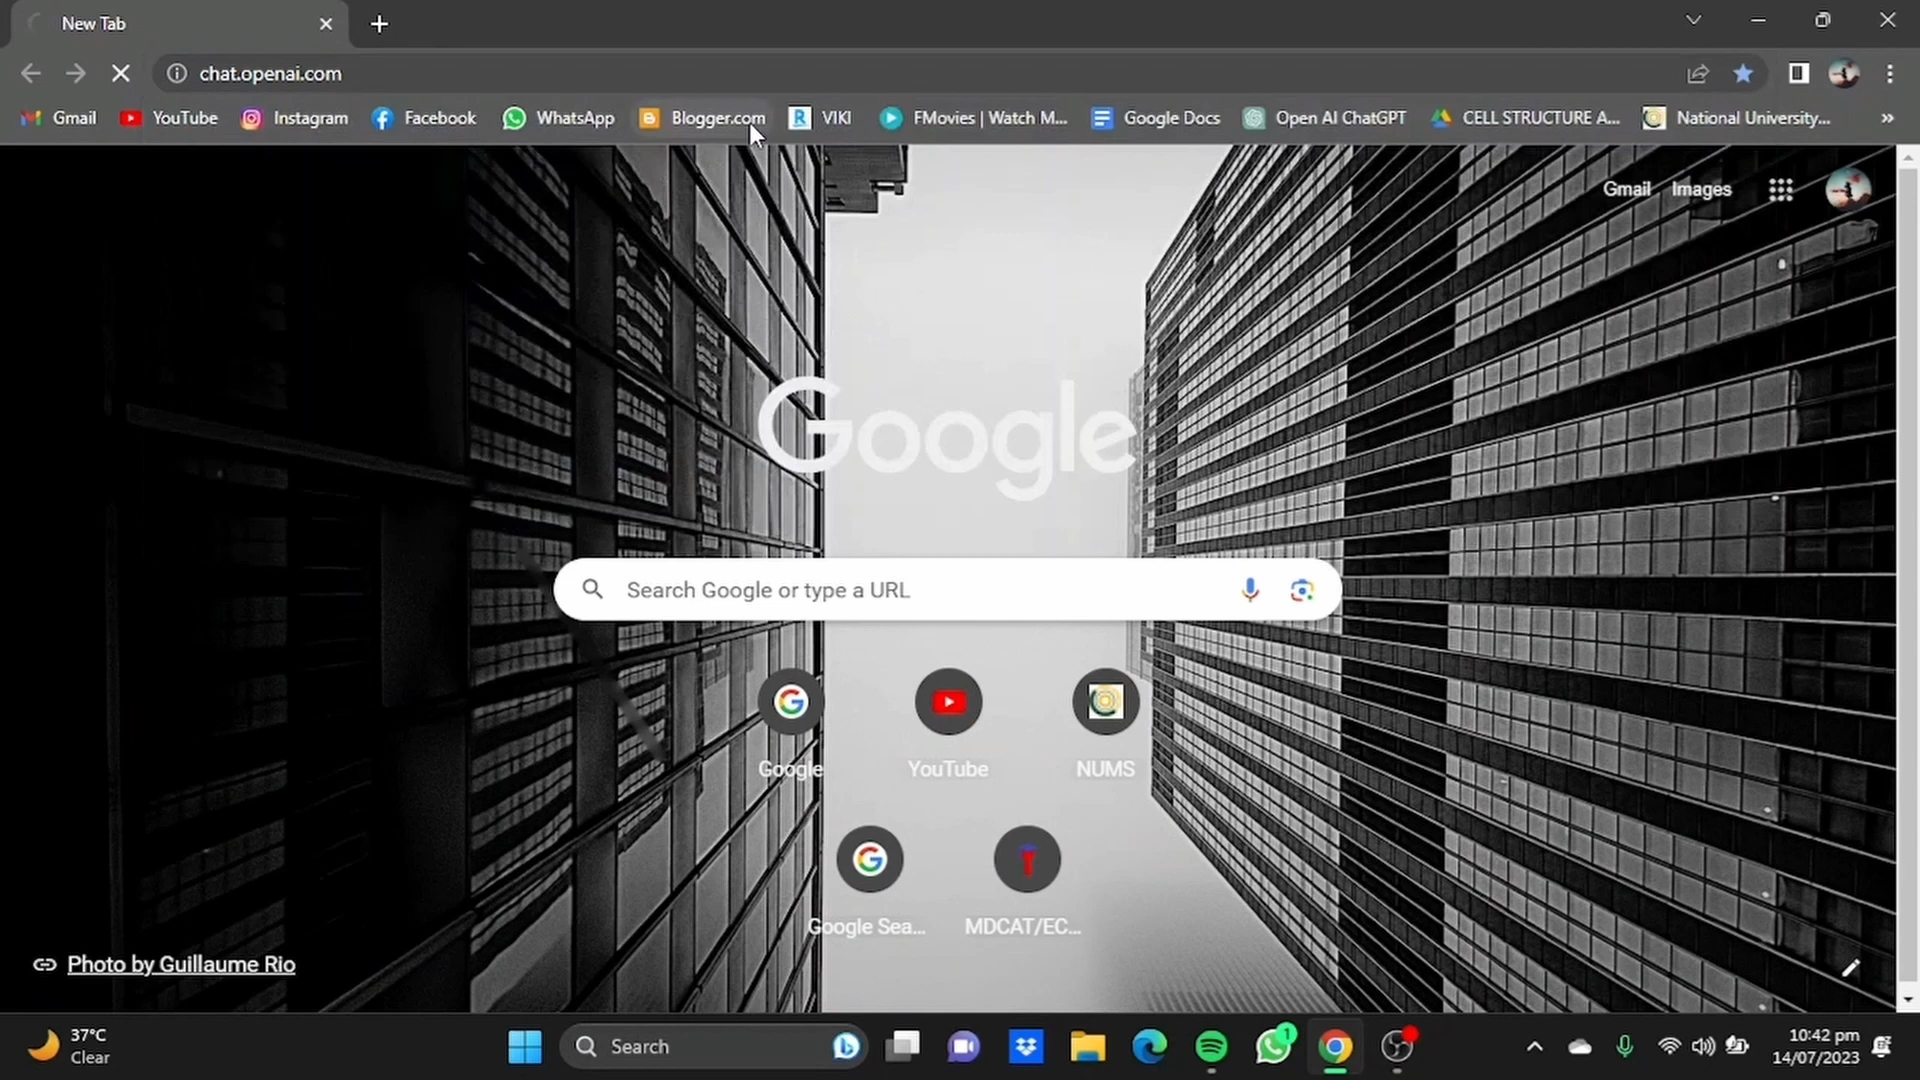 New Tab
chat.openai.com
Gmail YouTube Instagram Facebook WhatsApp Blogger.com VIKI FMovies | Watch M... Google Docs Open AI ChatGPT CELL STRUCTURE A... National University... »
Gmail Images
Google
Search Google or type a URL
Google YouTube NUMS
Google Sea... MDCAT/EC...
Photo by Guillaume Rio
37°C
Clear
Search
1
10:42 pm
14/07/2023